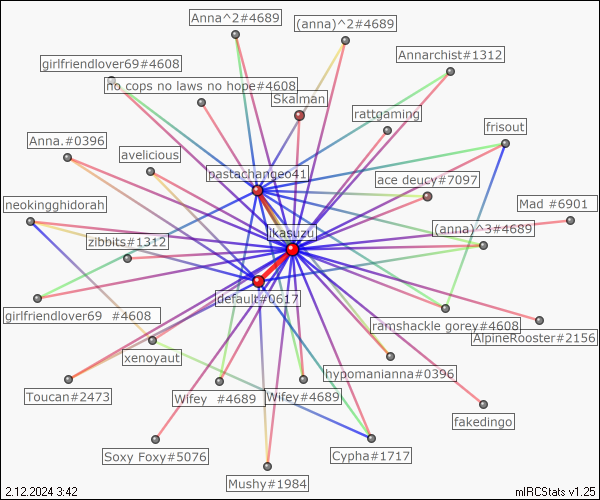 Anna^2#4689
(anna)^2#4689
Annarchist#1312
girlfriendlover69#4608
no cops no laws no hope#4608
Skalman
rattgaming
frisout
Anna.#0396
avelicious
pastachangeo41
ace deucy#7097
neokingghidorah
Mad #6901
zibbits#1312
ikasuzu
(anna)^3#4689
default#0617
girlfriendlover69 #4608
ramshackle gorey#4608
AlpineRooster#2156
xenoyaut
hypomanianna#0396
Toucan#2473
Wifey #4689
Wifey#4689
fakedingo
Soxy Foxy#5076
Cypha#1717
Mushy#1984
2.12.2024 3:42
mIRCStats v1.25